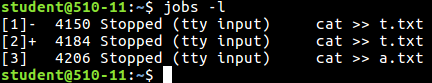 student@510-11:~$ jobs -l
[1]-  4150 Stopped (tty input)     cat >> t.txt
[2]+  4184 Stopped (tty input)     cat >> t.txt
[3]   4206 Stopped (tty input)     cat >> a.txt
student@510-11:~$